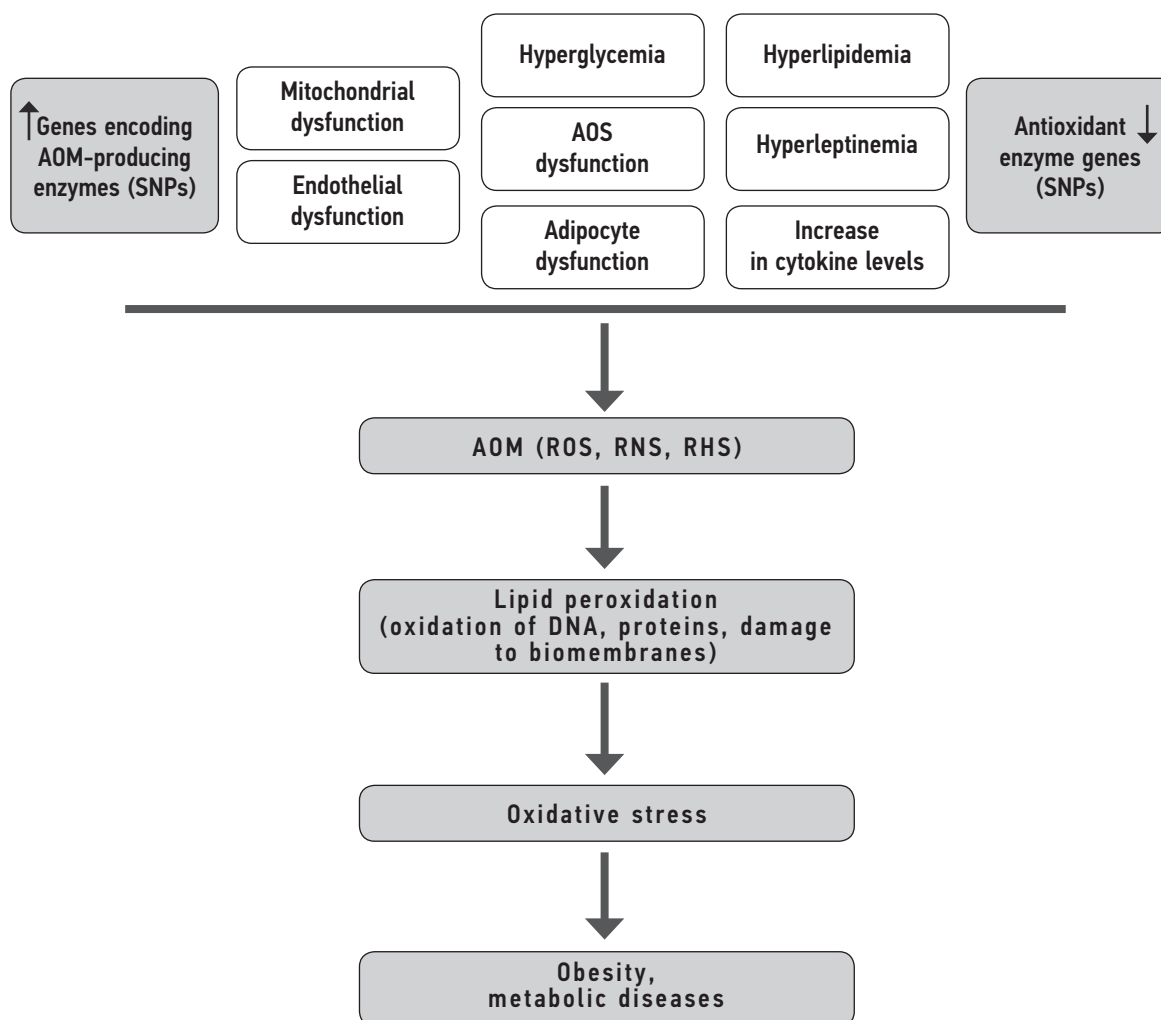 ↑Genes encoding
AOM-producing
enzymes (SNPs)
Mitochondrial
dysfunction
Endothelial
dysfunction
Hyperglycemia
AOS
dysfunction
Adipocyte
dysfunction
Hyperlipidemia
Hyperleptinemia
Increase
in cytokine levels
Antioxidant ↓
enzyme genes
(SNPs)
AOM (ROS, RNS, RHS)
Lipid peroxidation
(oxidation of DNA, proteins, damage
to biomembranes)
Oxidative stress
Obesity,
metabolic diseases